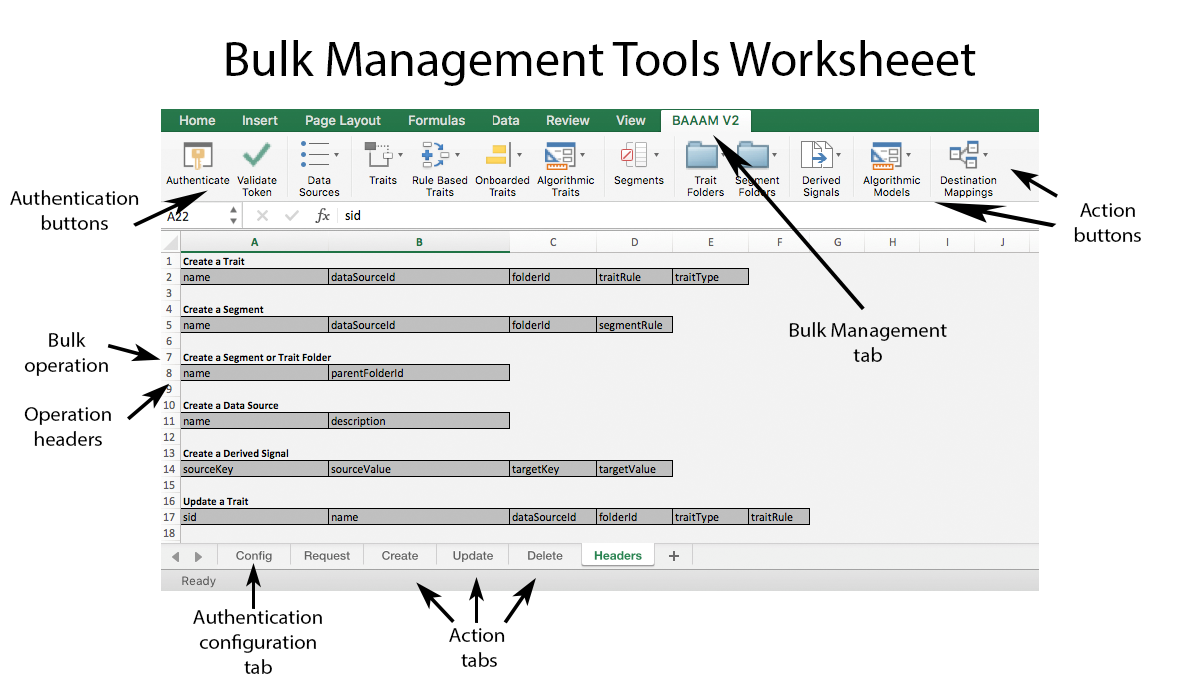 Bulk Management Tools Worksheeet
Home Insert Page Layout Formulas Data Review View BAAAM V2
Authenticate Validate Token Data Sources Traits Rule Based Traits Onboarded Traits Algorithmic Traits Segments Trait Folders Segment Folders Derived Signals Algorithmic Models Destination Mappings
Authentication
buttons
Action
buttons
A22 fx sid
A B C D E F G H I J
1 Create a Trait
2 name dataSourceId folderId traitRule traitType
3
4 Create a Segment
5 name dataSourceId folderId segmentRule
6
7 Create a Segment or Trait Folder
8 name parentFolderId
9
10 Create a Data Source
11 name description
12
13 Create a Derived Signal
14 sourceKey sourceValue targetKey targetValue
15
16 Update a Trait
17 sid name dataSourceId folderId traitType traitRule
18
Bulk Management
tab
Bulk
operation
Operation
headers
Config Request Create Update Delete Headers +
Ready
Authentication
configuration
tab
Action
tabs